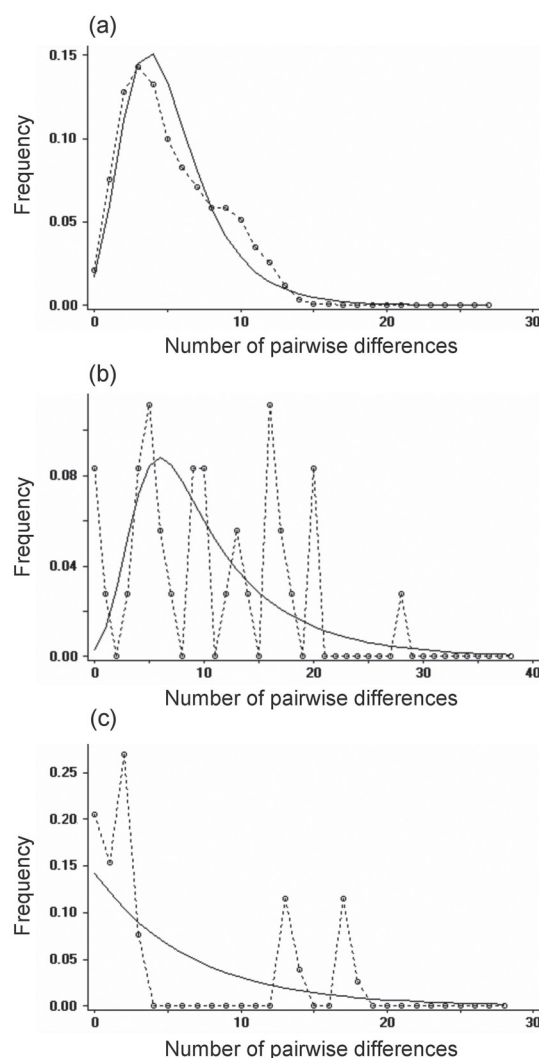 (a)
0.15
0.10
0.05
0.00
Frequency
0 10 20 30
Number of pairwise differences
(b)
0.08
0.04
0.00
Frequency
0 10 20 30 40
Number of pairwise differences
(c)
0.25
0.20
0.15
0.10
0.05
0.00
Frequency
0 10 20 30
Number of pairwise differences